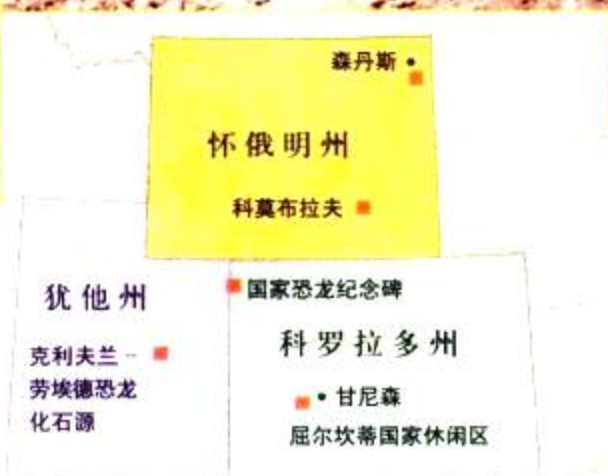 森丹斯
怀俄明州
科莫布拉夫
国家恐龙纪念碑
犹他州
科罗拉多州
克利夫兰–
劳埃德恐龙
化石源
甘尼森
屈尔坎蒂国家休闲区